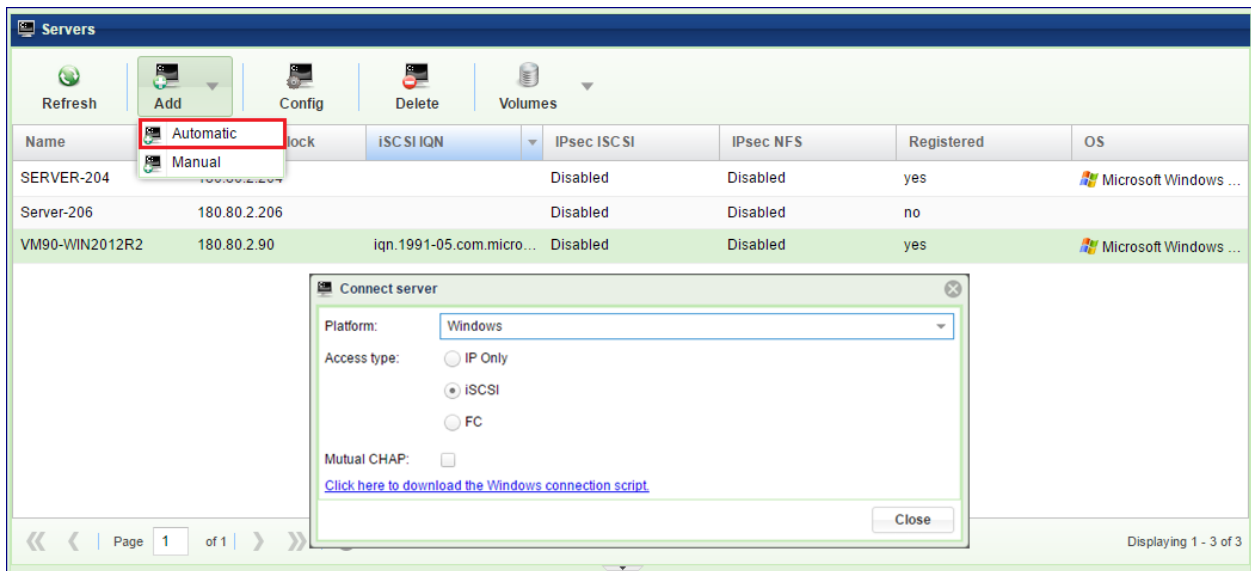 Servers
Refresh Add Config Delete Volumes
Automatic
Manual
Name lock iSCSI IQN IPsec ISCSI IPsec NFS Registered OS
SERVER-204 Disabled Disabled yes Microsoft Windows ...
Server-206 180.80.2.206 Disabled Disabled no
VM90-WIN2012R2 180.80.2.90 iqn.1991-05.com.micro... Disabled Disabled yes Microsoft Windows ...
Connect server
Platform: Windows
Access type: IP Only
iSCSI
FC
Mutual CHAP:
Click here to download the Windows connection script.
Close
Page 1 of 1 Displaying 1 - 3 of 3